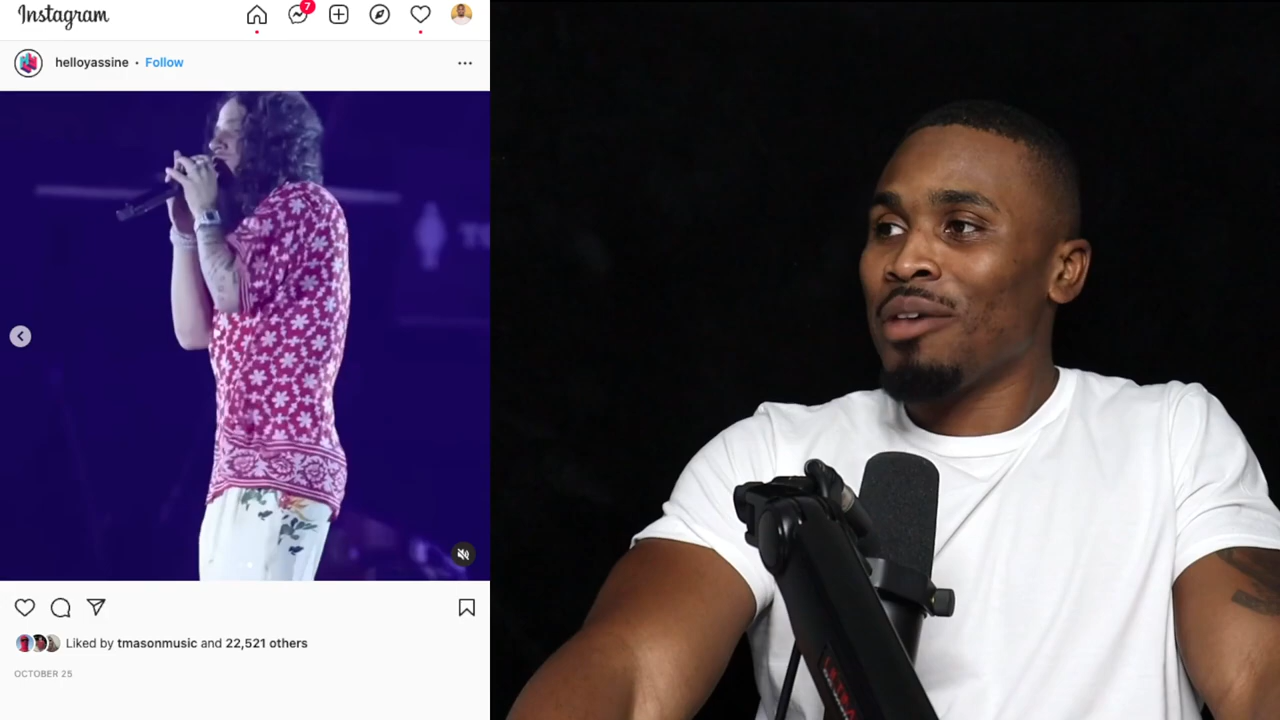 Instagram
7
helloyassine • Follow
Liked by tmasonmusic and 22,521 others
OCTOBER 25